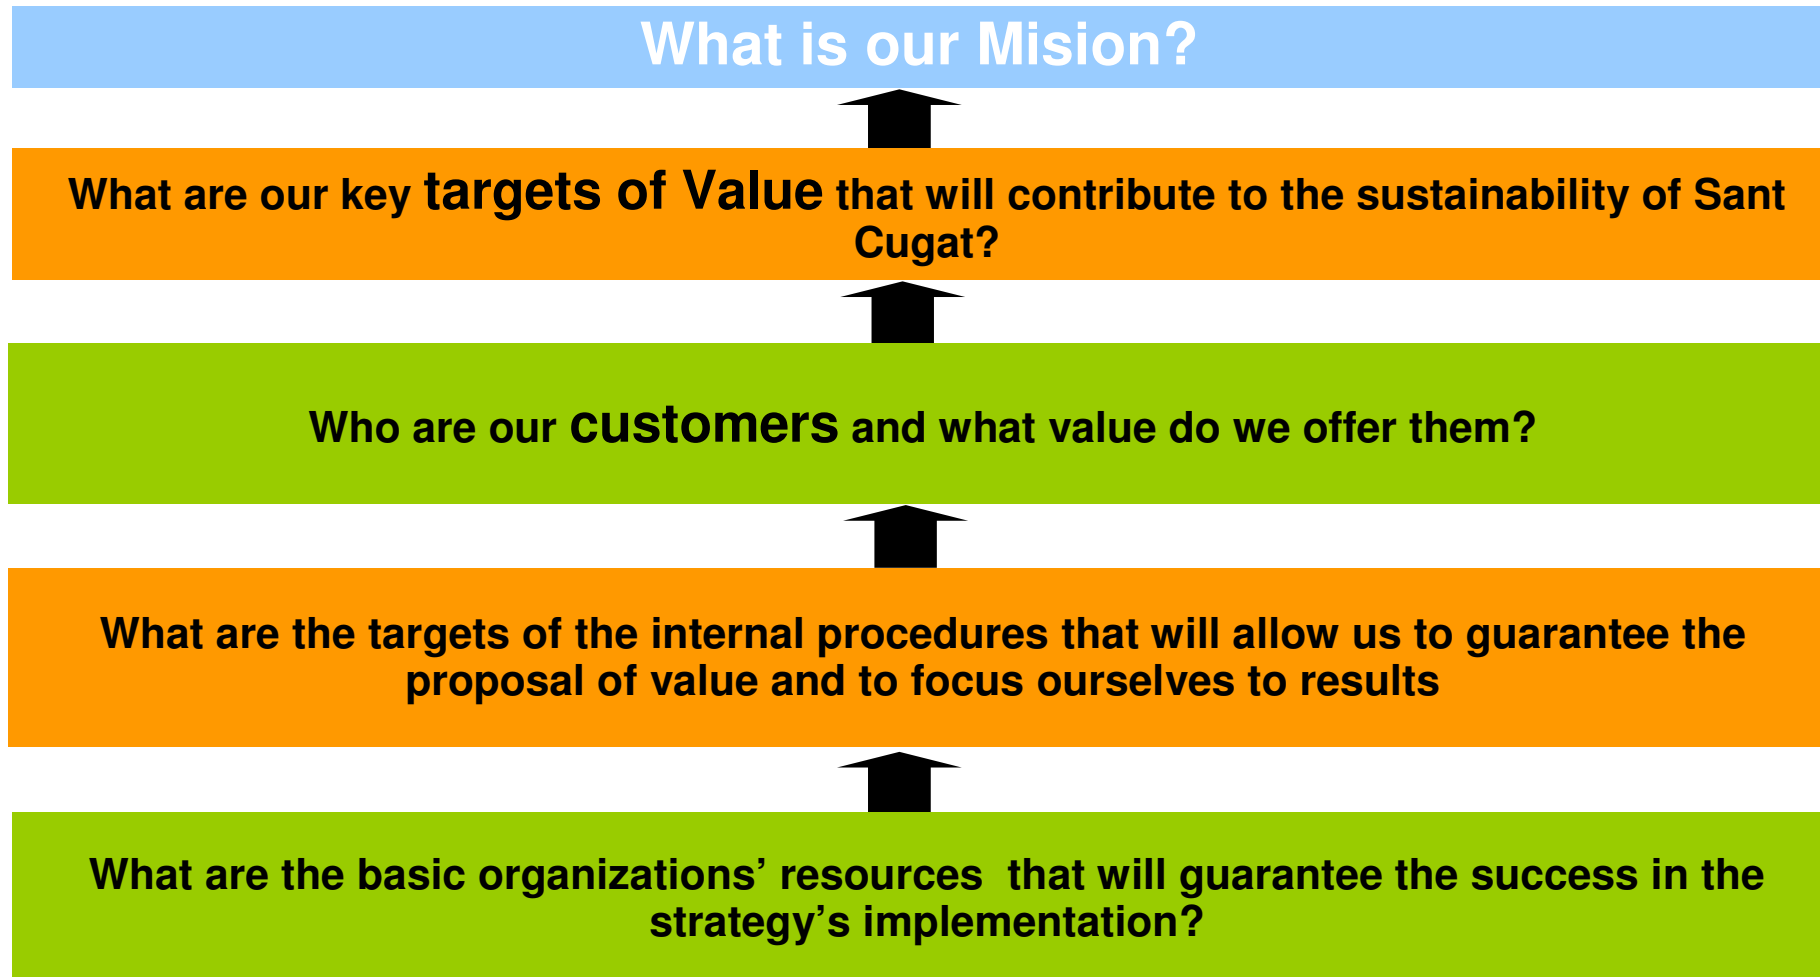 What is our Mision?
What are our key targets of Value that will contribute to the sustainability of Sant
Cugat?
Who are our customers and what value do we offer them?
What are the targets of the internal procedures that will allow us to guarantee the
proposal of value and to focus ourselves to results
What are the basic organizations’ resources  that will guarantee the success in the
strategy’s implementation?